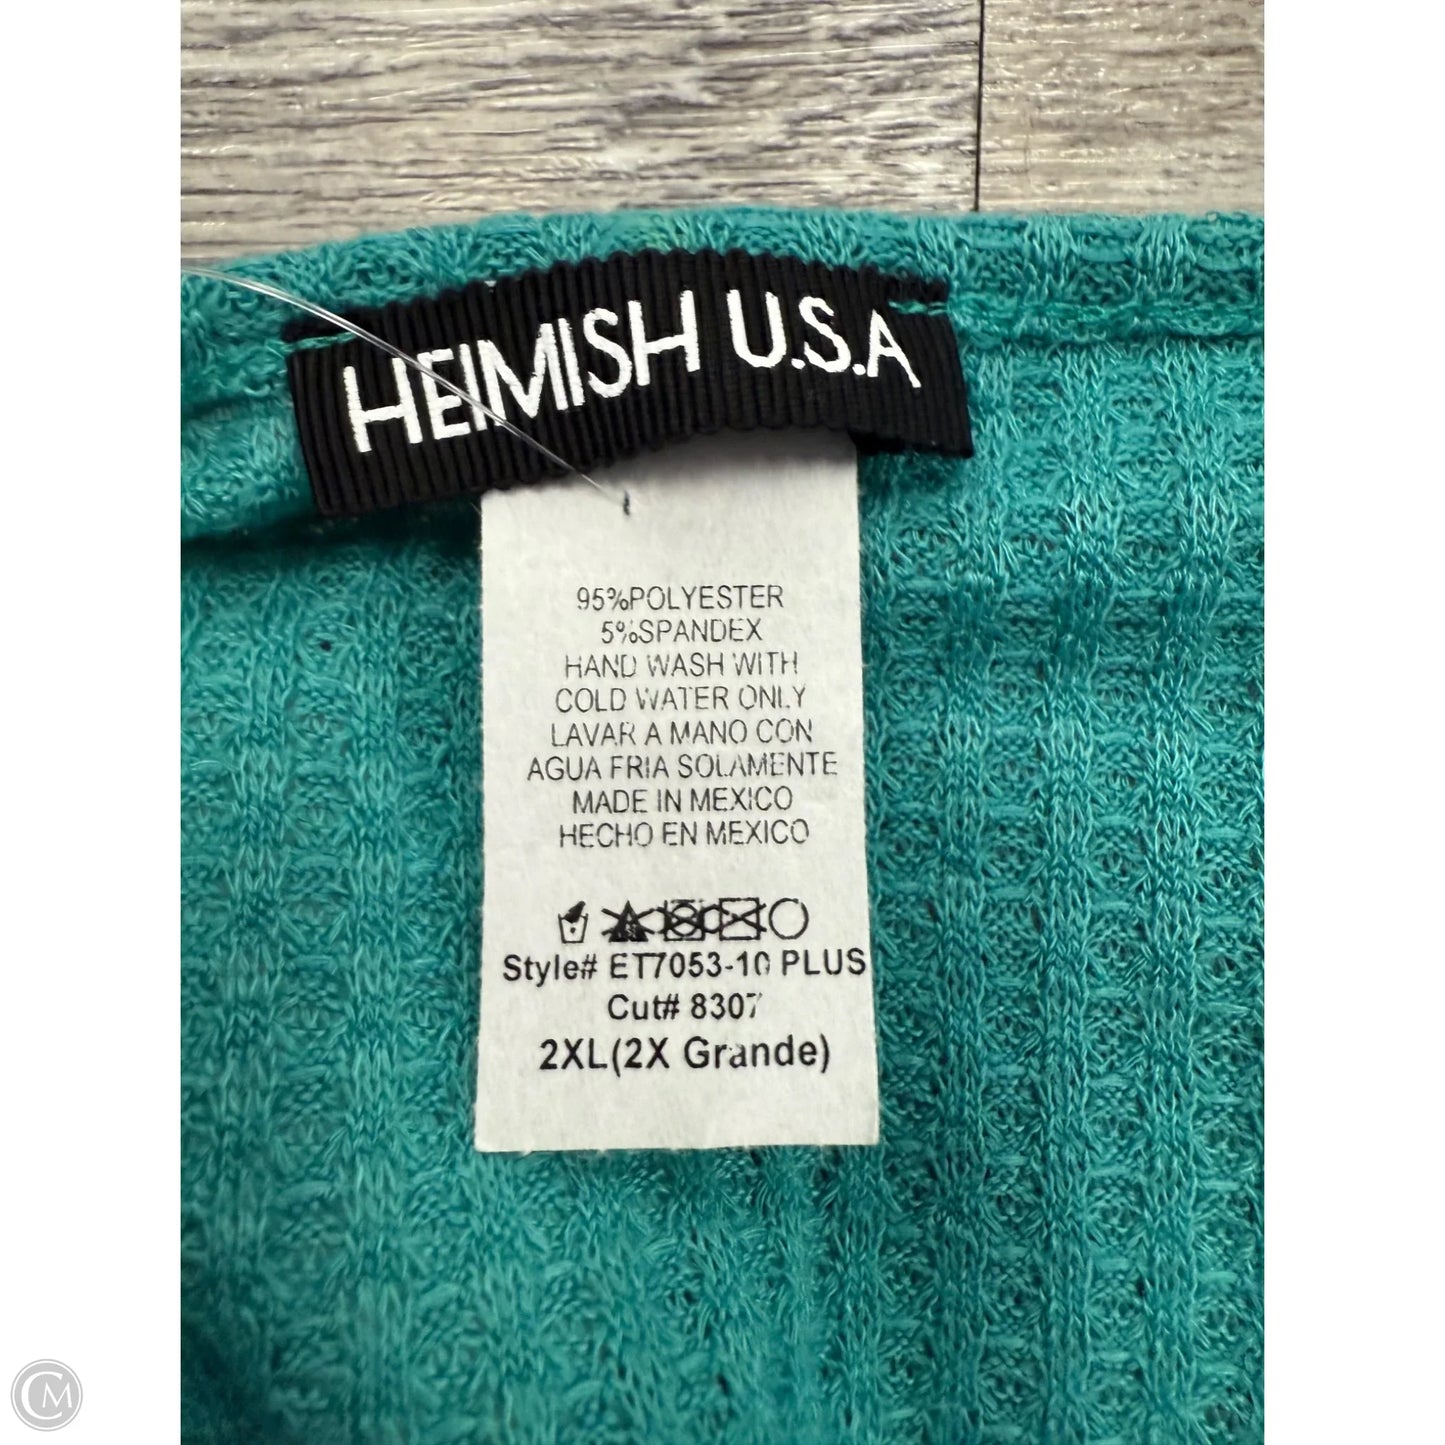 HEIMISH U.S.A
95%POLYESTER
5%SPANDEX
HAND WASH WITH
COLD WATER ONLY
LAVAR A MANO CON
AGUA FRIA SOLAMENTE
MADE IN MEXICO
HECHO EN MEXICO
Style# ET7053-10 PLUS
Cut# 8307
2XL(2X Grande)
CM